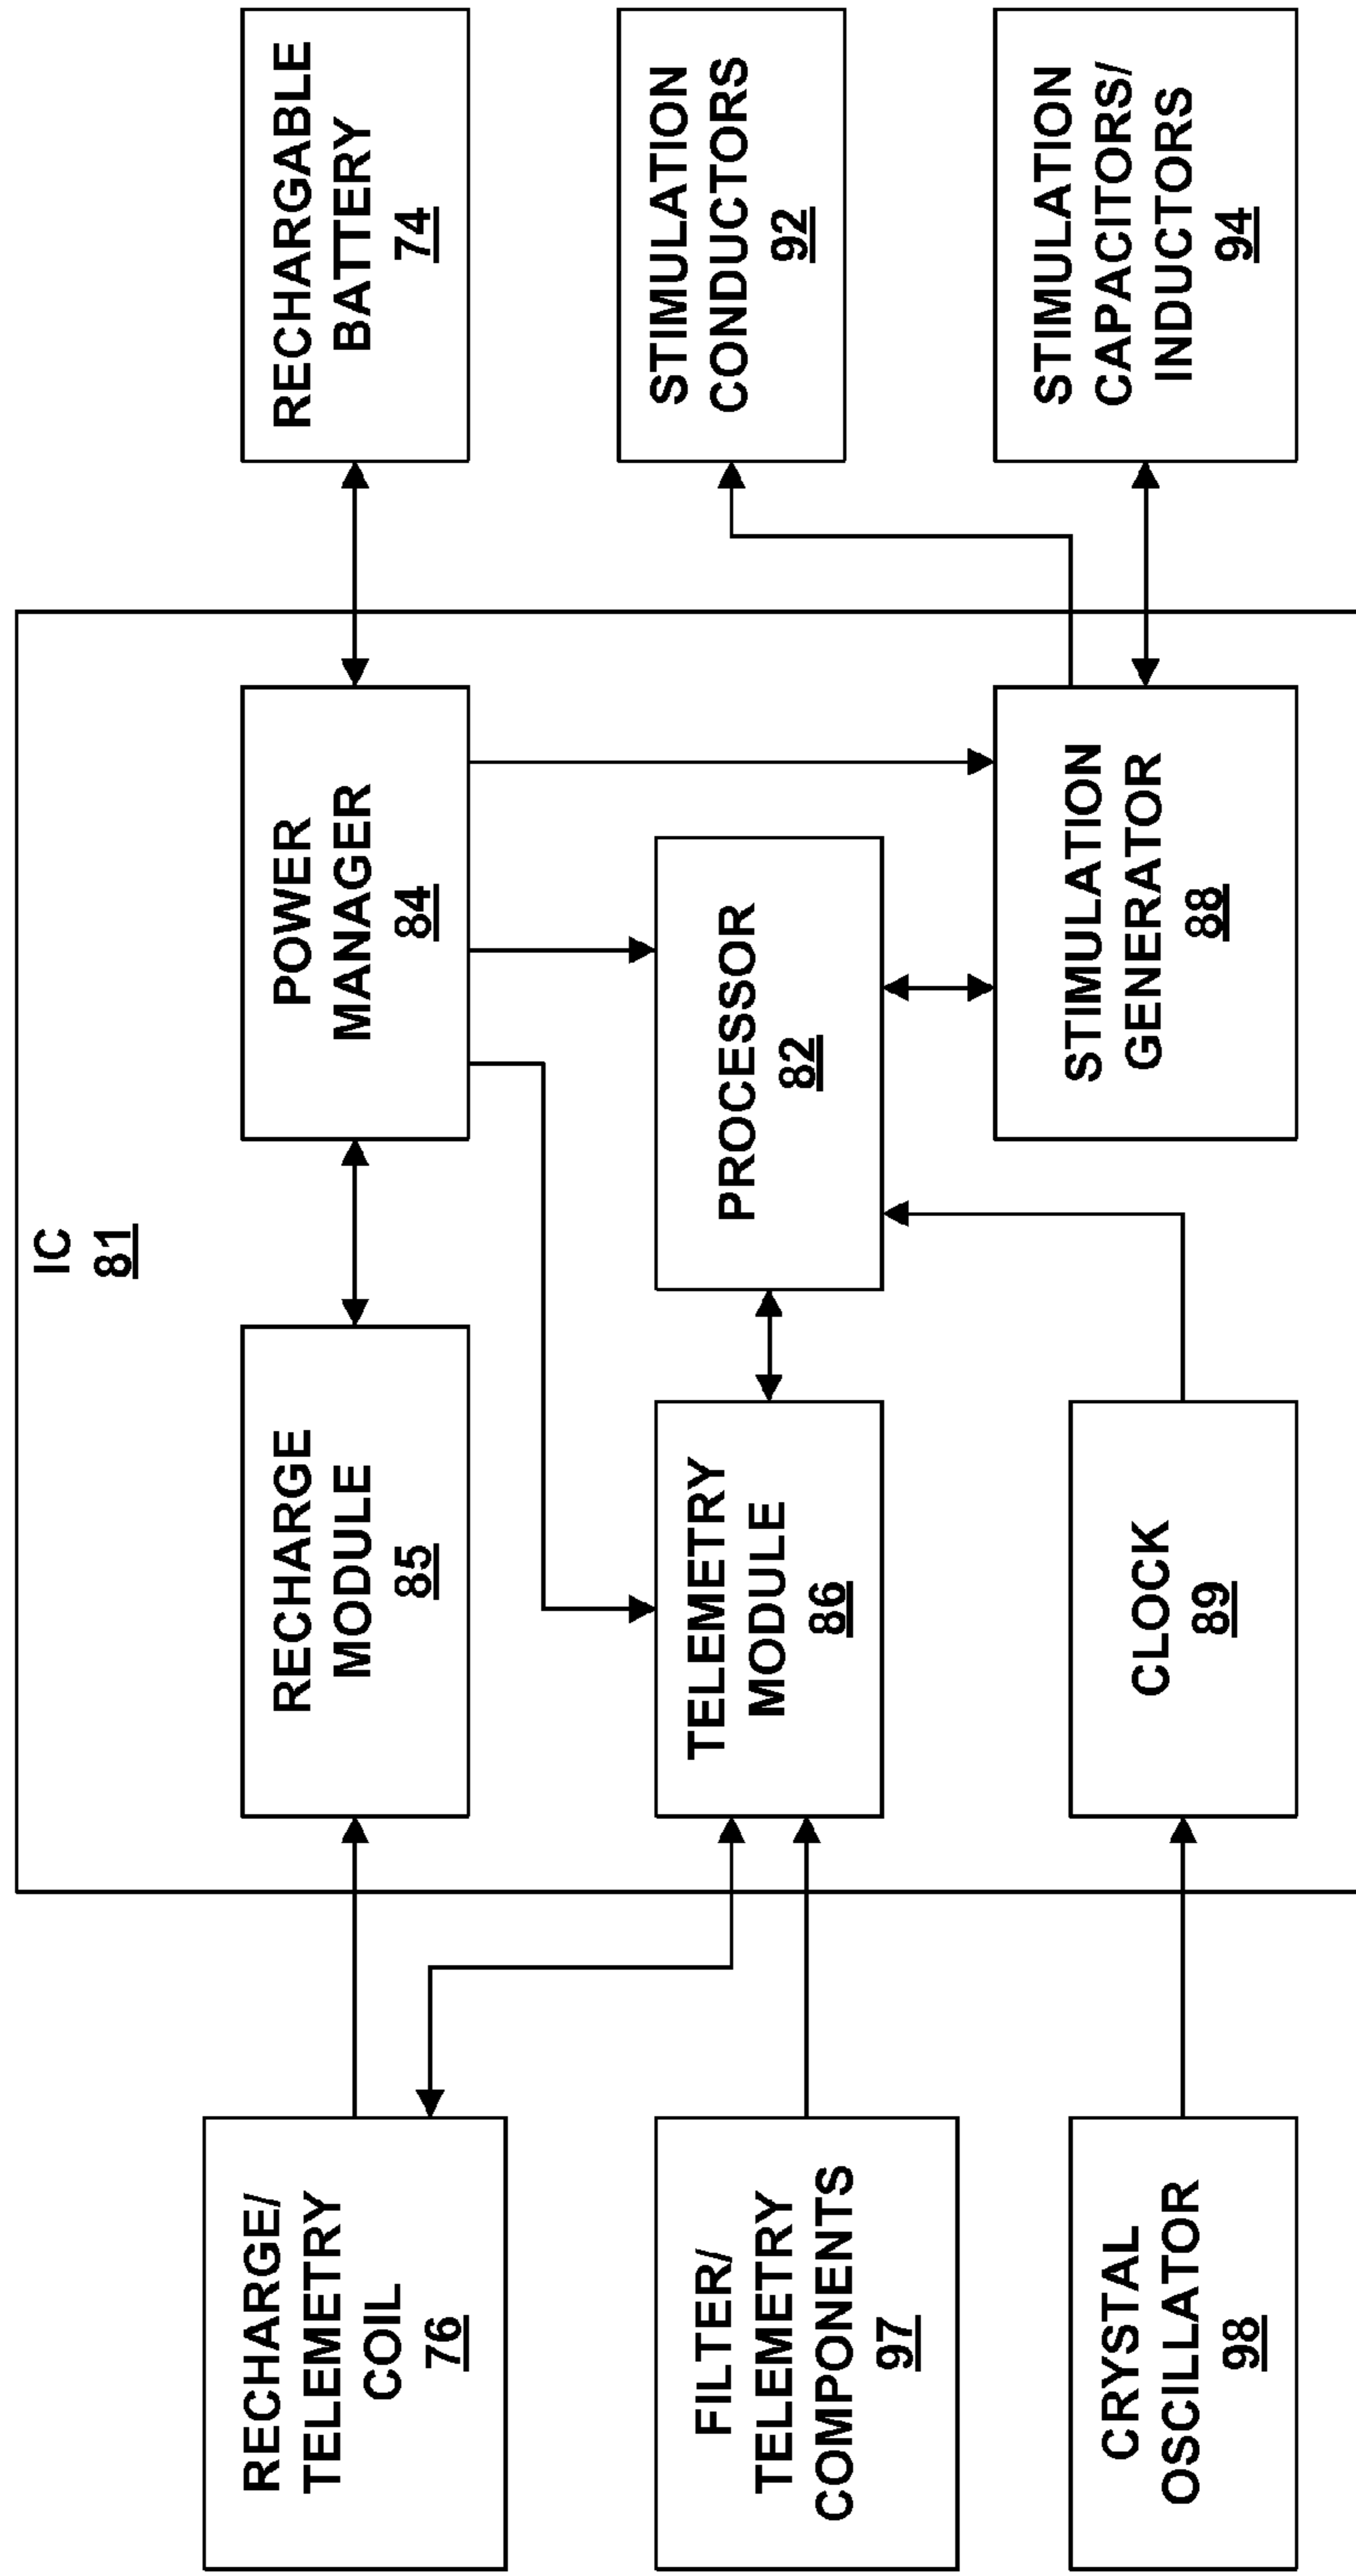 IC
81
RECHARGE/
TELEMETRY
COIL
76
RECHARGE
MODULE
85
POWER
MANAGER
84
RECHARGABLE
BATTERY
74
FILTER/
TELEMETRY
COMPONENTS
97
TELEMETRY
MODULE
86
PROCESSOR
82
STIMULATION
CONDUCTORS
92
CRYSTAL
OSCILLATOR
98
CLOCK
89
STIMULATION
GENERATOR
88
STIMULATION
CAPACITORS/
INDUCTORS
94